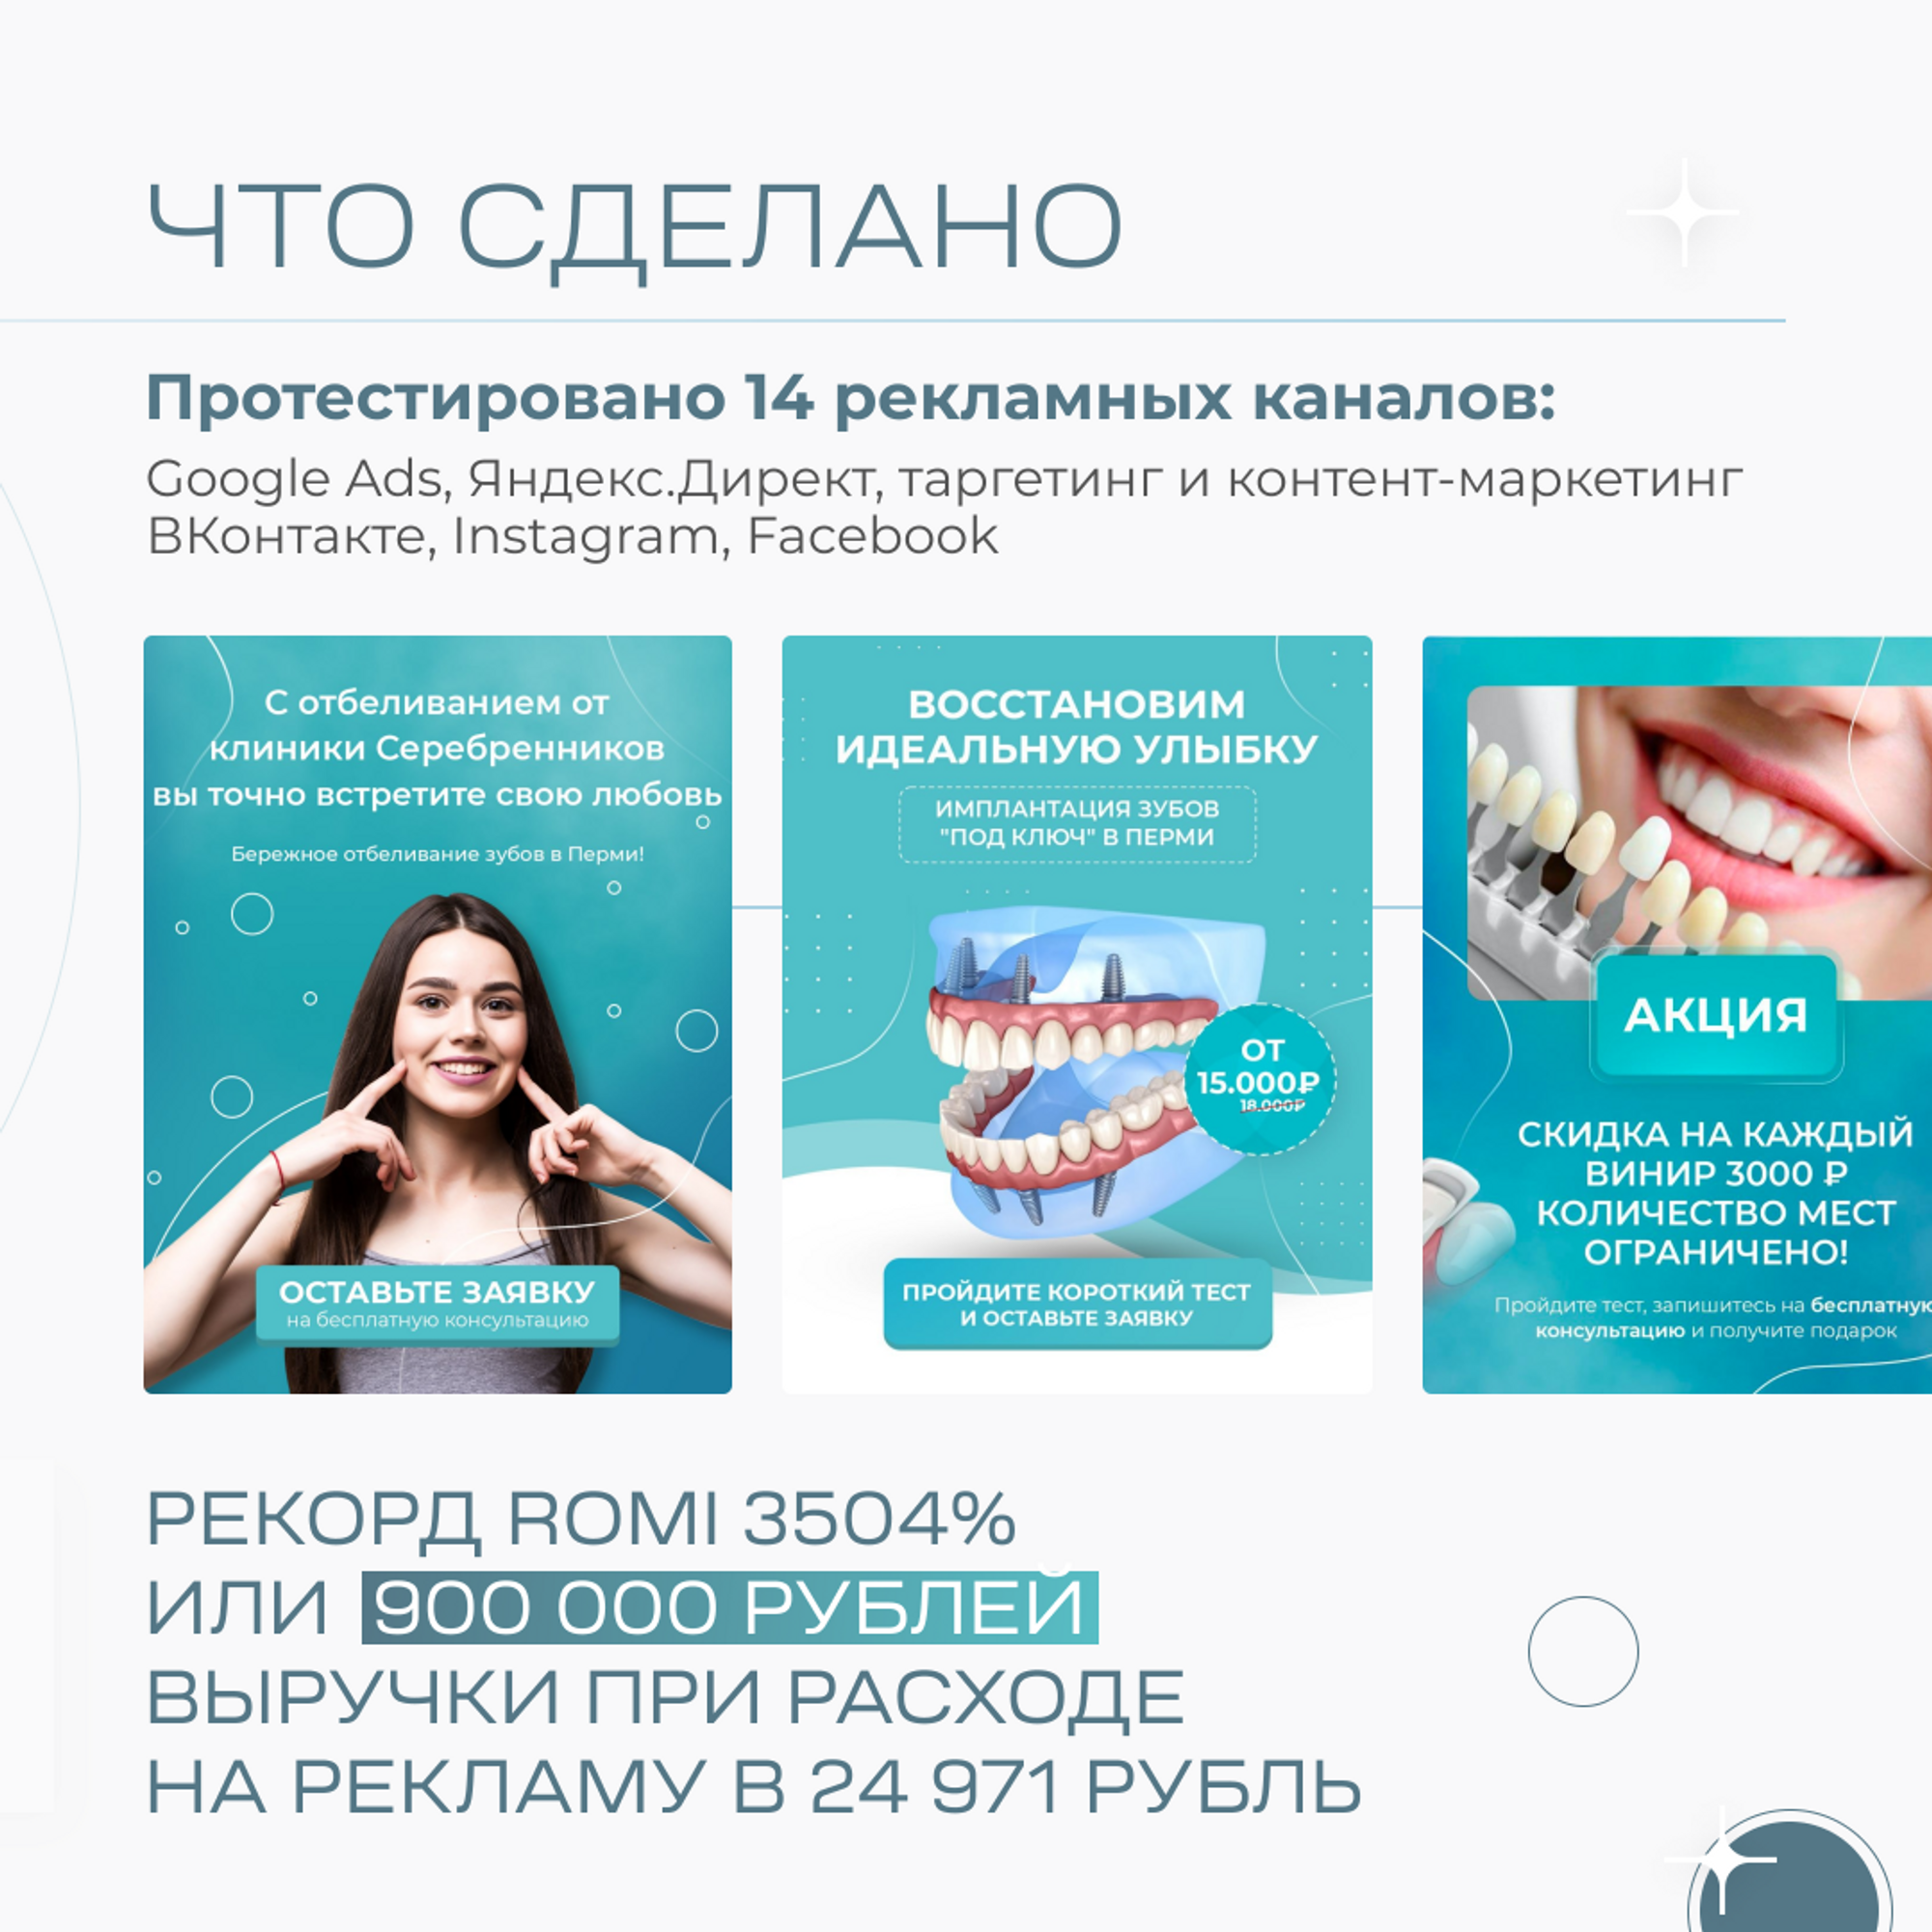 ЧТО СДЕЛАНО
Протестировано 14 рекламных каналов:
Google Ads, Яндекс.Директ, таргетинг и контент-маркетинг
ВКонтакте, Instagram, Facebook
С отбеливанием от
клиники Серебренников
вы точно встретите свою любовь
Бережное отбеливание зубов в Перми!
ОСТАВЬТЕ ЗАЯВКУ
на бесплатную консультацию
ВОССТАНОВИМ
ИДЕАЛЬНУЮ УЛЫБКУ
ИМПЛАНТАЦИЯ ЗУБОВ
"ПОД КЛЮЧ" В ПЕРМИ
ОТ
15.000₽
18.000₽
ПРОЙДИТЕ КОРОТКИЙ ТЕСТ
И ОСТАВЬТЕ ЗАЯВКУ
АКЦИЯ
СКИДКА НА КАЖДЫЙ
ВИНИР 3000 ₽
КОЛИЧЕСТВО МЕСТ
ОГРАНИЧЕНО!
Пройдите тест, запишитесь на бесплатную
консультацию и получите подарок
РЕКОРД ROMI 3504%
ИЛИ 900 000 РУБЛЕЙ
ВЫРУЧКИ ПРИ РАСХОДЕ
НА РЕКЛАМУ В 24 971 РУБЛЬ